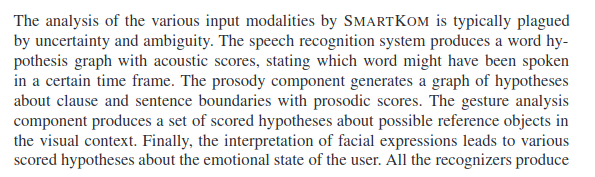 The analysis of the various input modalities by SMARTKOM is typically plagued
by uncertainty and ambiguity. The speech recognition system produces a word hy-
pothesis graph with acoustic scores, stating which word might have been spoken
in a certain time frame. The prosody component generates a graph of hypotheses
about clause and sentence boundaries with prosodic scores. The gesture analysis
component produces a set of scored hypotheses about possible reference objects in
the visual context. Finally, the interpretation of facial expressions leads to various
scored hypotheses about the emotional state of the user. All the recognizers produce